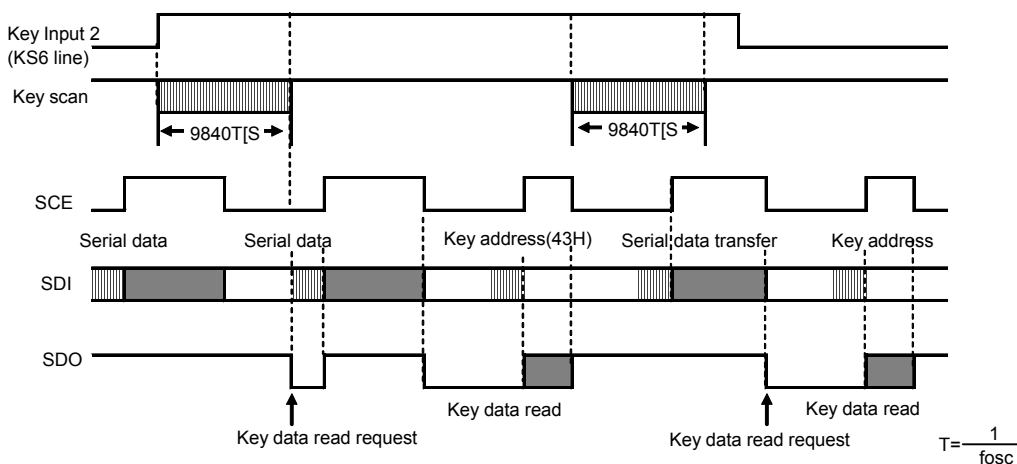 Key Input 2
(KS6 line)
Key scan
9840T[S
9840T[S
SCE
Serial data
Serial data
Key address(43H)
Serial data transfer
Key address
SDI
SDO
Key data read
Key data read
Key data read request
Key data read request
T=1/fosc